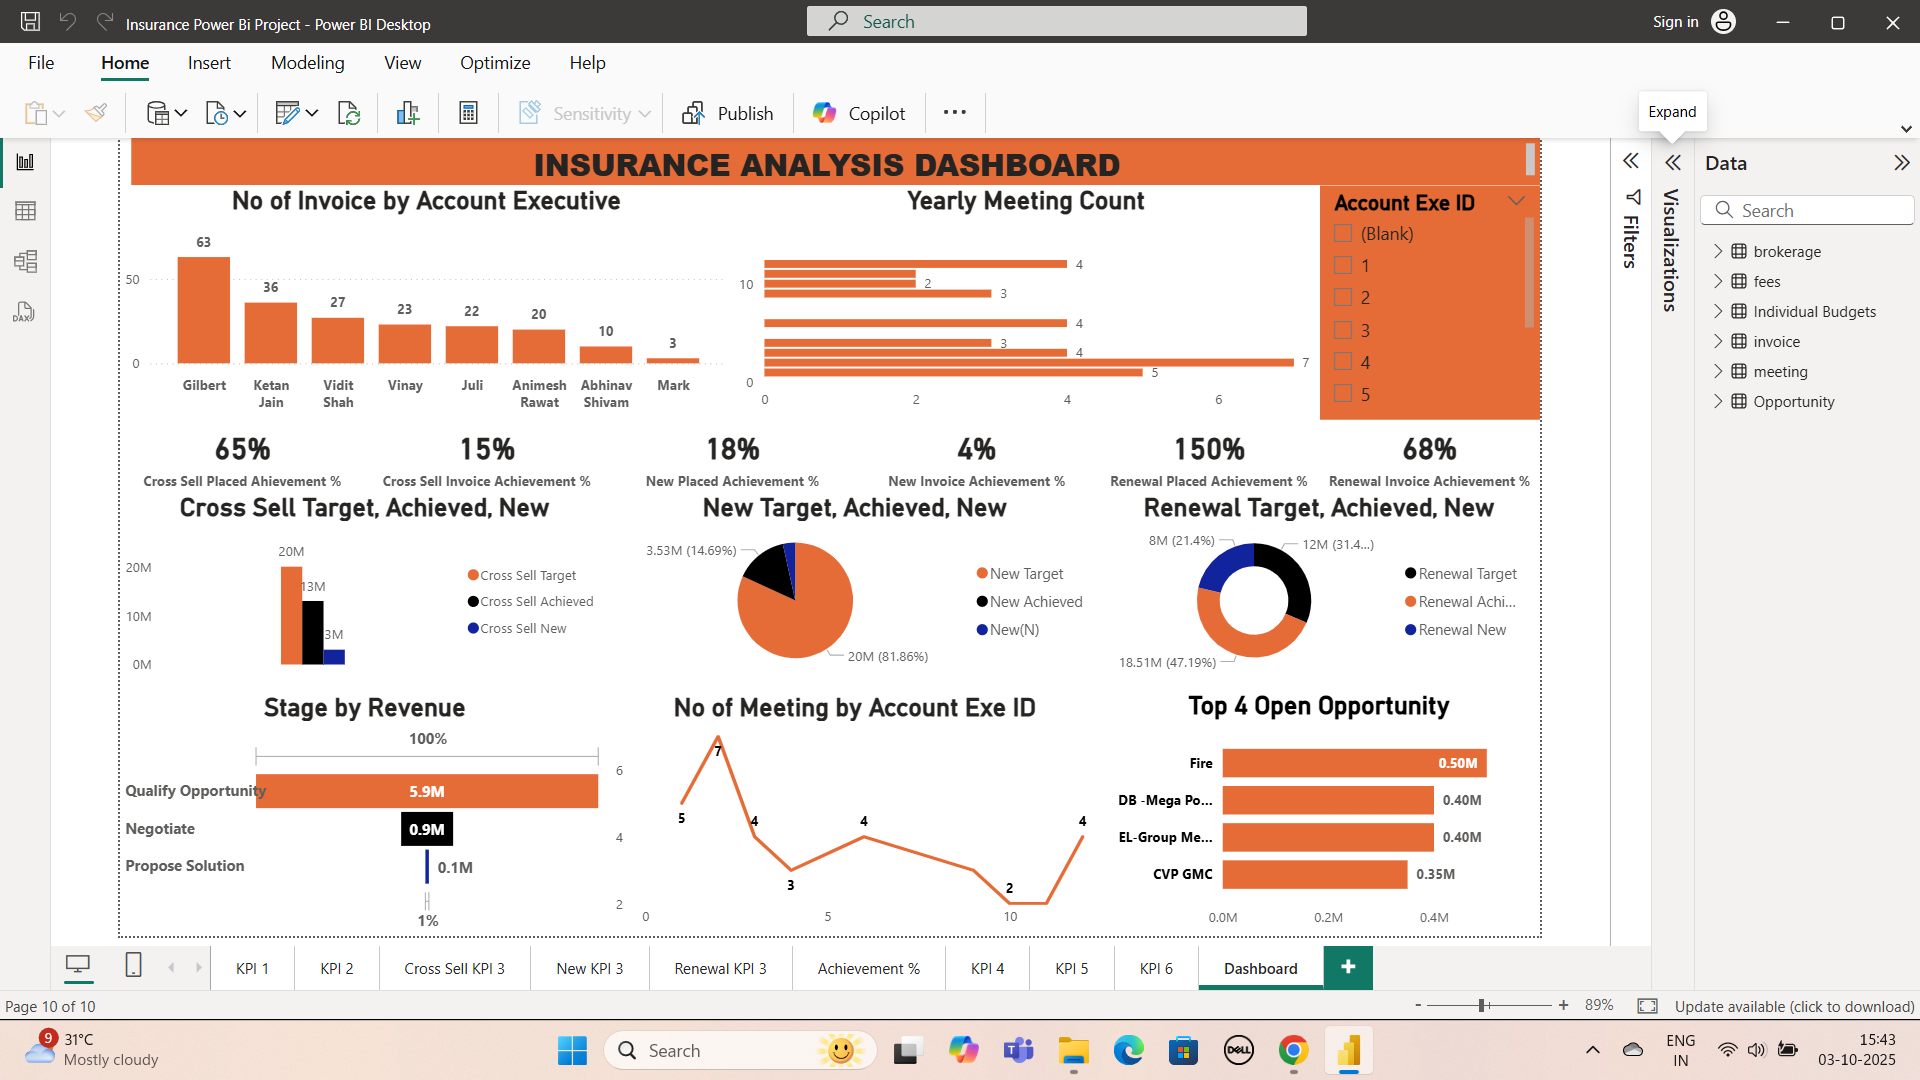 Insurance Power Bi Project - Power BI Desktop
Search
Sign in
File
Home
Insert
Modeling
View
Optimize
Help
Sensitivity
Publish
Copilot
Expand
INSURANCE ANALYSIS DASHBOARD
No of Invoice by Account Executive
50
0
63
36
27
23
22
20
10
3
Gilbert
Ketan Jain
Vidit Shah
Vinay
Juli
Animesh Rawat
Abhinav Shivam
Mark
Yearly Meeting Count
10
0
4
2
3
4
3
4
7
5
0
2
4
6
Account Exe ID
(Blank)
1
2
3
4
5
65%
Cross Sell Placed Ahievement %
15%
Cross Sell Invoice Achievement %
18%
New Placed Achievement %
4%
New Invoice Achievement %
150%
Renewal Placed Achievement %
68%
Renewal Invoice Achievement %
Cross Sell Target, Achieved, New
20M
10M
0M
20M
13M
3M
Cross Sell Target
Cross Sell Achieved
Cross Sell New
New Target, Achieved, New
3.53M (14.69%)
20M (81.86%)
New Target
New Achieved
New(N)
Renewal Target, Achieved, New
8M (21.4%)
12M (31.4...)
18.51M (47.19%)
Renewal Target
Renewal Achi...
Renewal New
Stage by Revenue
100%
Qualify Opportunity
5.9M
Negotiate
0.9M
Propose Solution
0.1M
1%
No of Meeting by Account Exe ID
6
4
2
5
7
4
3
4
2
4
0
5
10
Top 4 Open Opportunity
Fire
0.50M
DB -Mega Po...
0.40M
EL-Group Me...
0.40M
CVP GMC
0.35M
0.0M
0.2M
0.4M
Filters
Visualizations
Data
Search
brokerage
fees
Individual Budgets
invoice
meeting
Opportunity
DAX
KPI 1
KPI 2
Cross Sell KPI 3
New KPI 3
Renewal KPI 3
Achievement %
KPI 4
KPI 5
KPI 6
Dashboard
Page 10 of 10
89%
Update available (click to download)
9
31°C
Mostly cloudy
Search
DELL
ENG
IN
15:43
03-10-2025